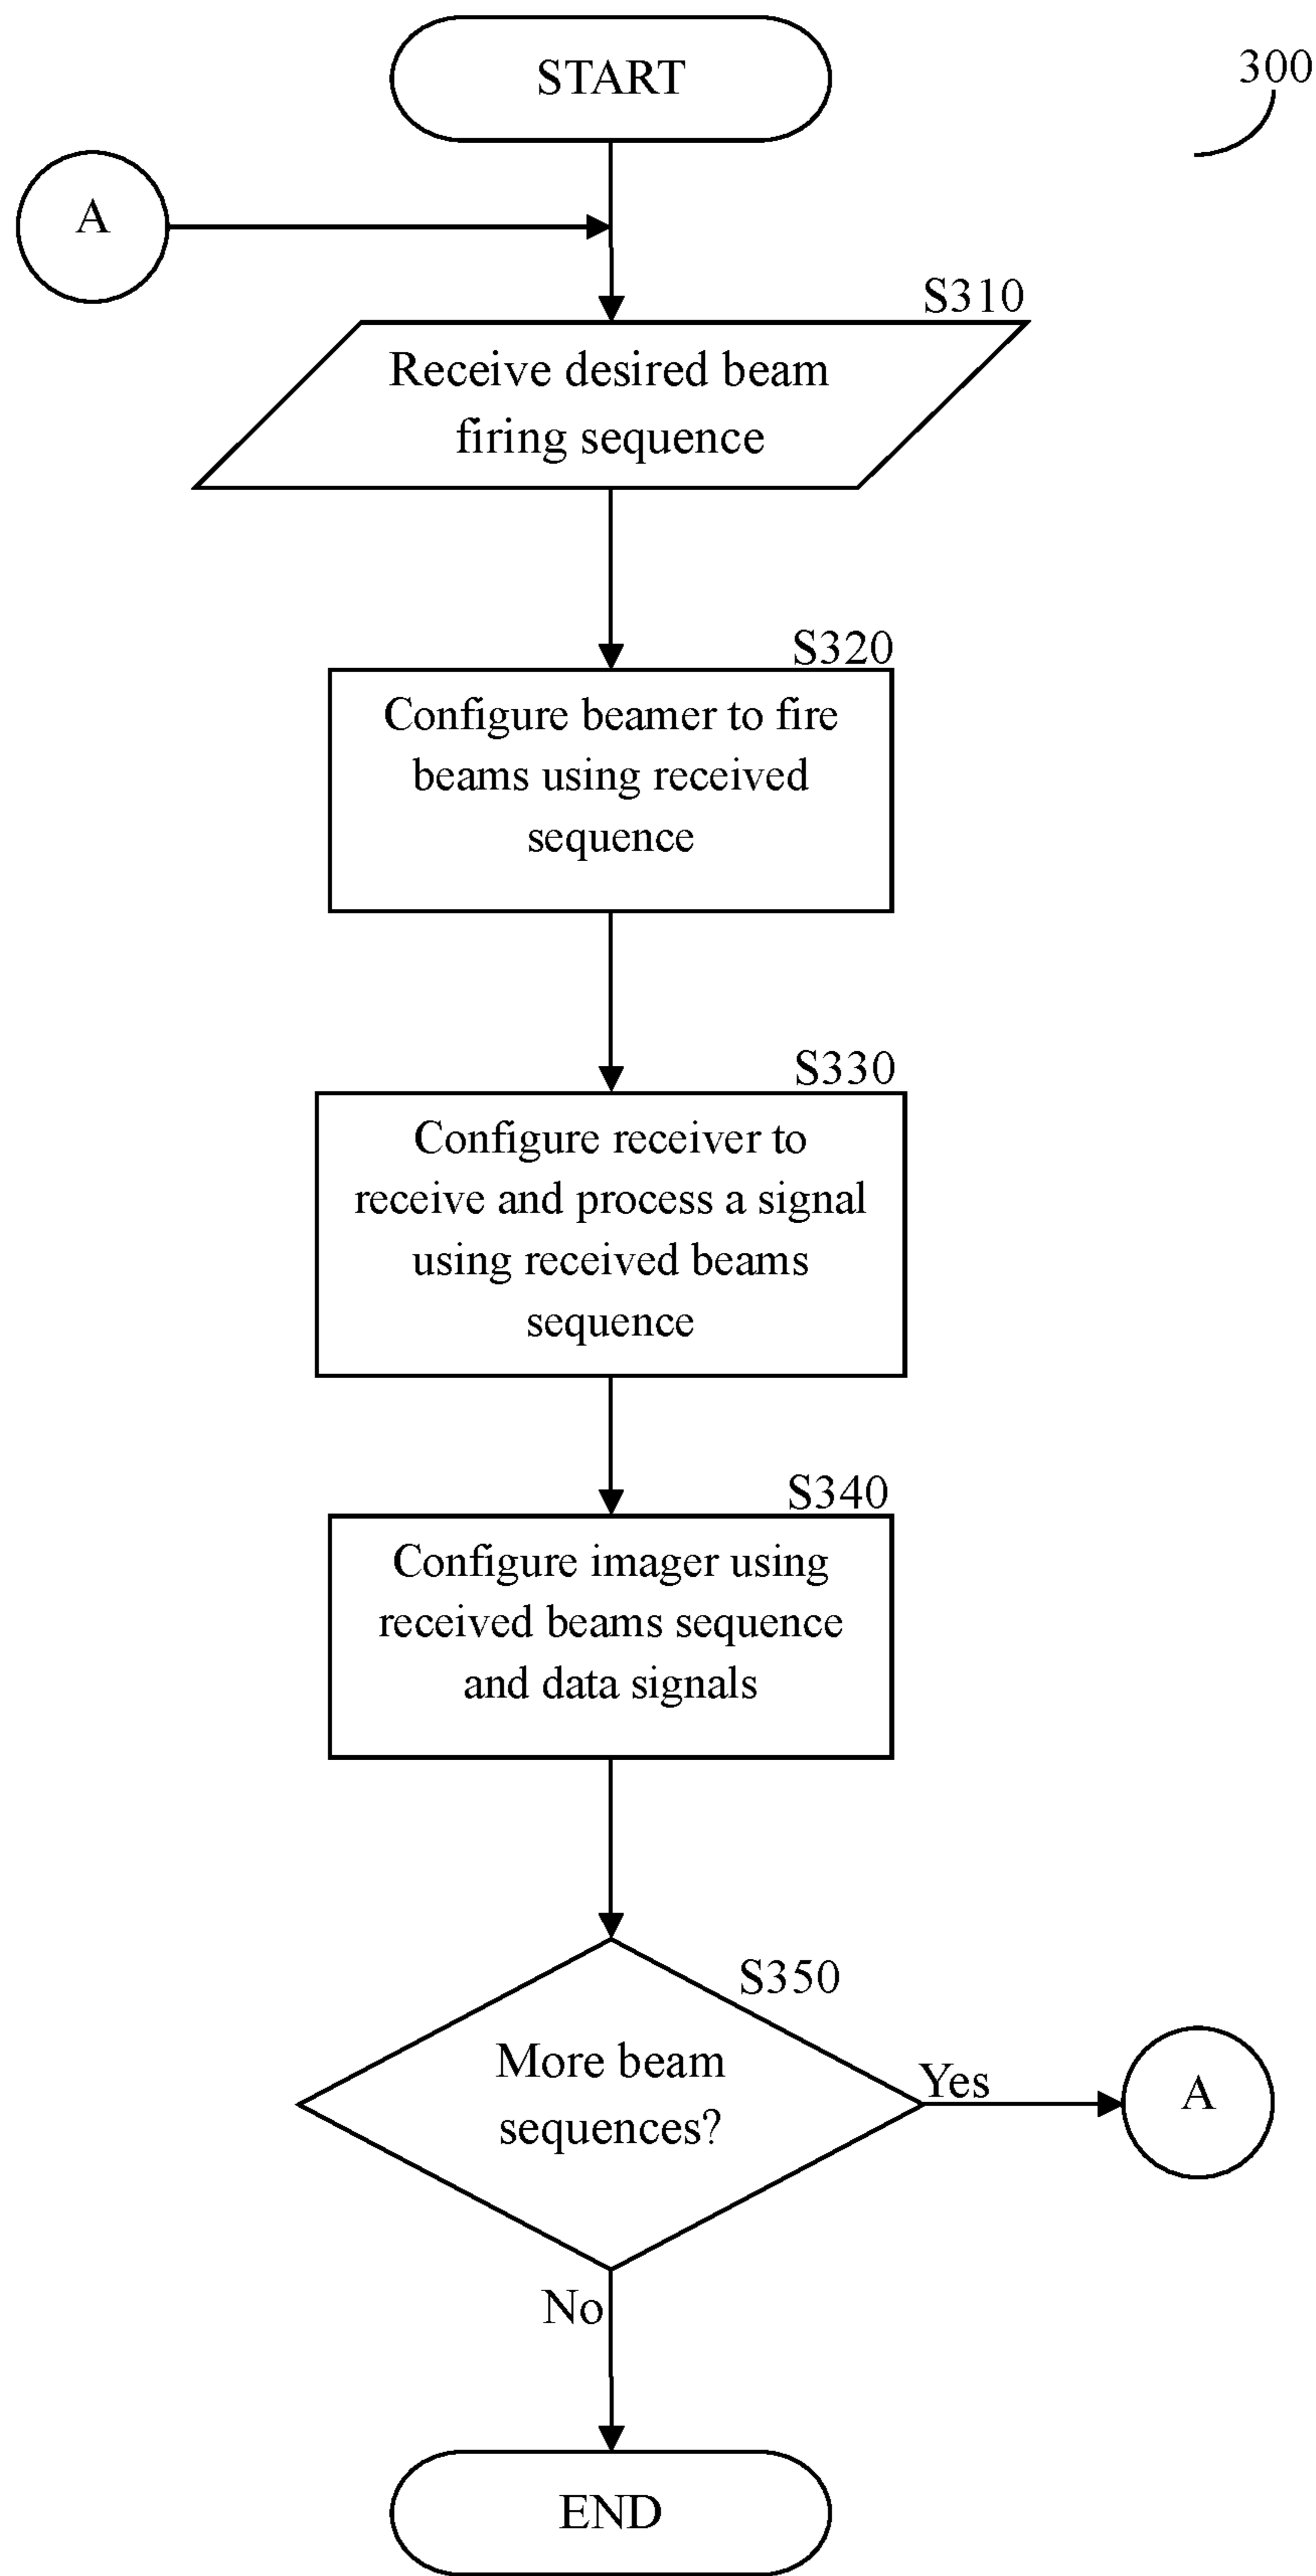 START
300
A
S310
Receive desired beam
firing sequence
S320
Configure beamer to fire
beams using received
sequence
S330
Configure receiver to
receive and process a signal
using received beams
sequence
S340
Configure imager using
received beams sequence
and data signals
S350
More beam
sequences?
Yes
A
No
END